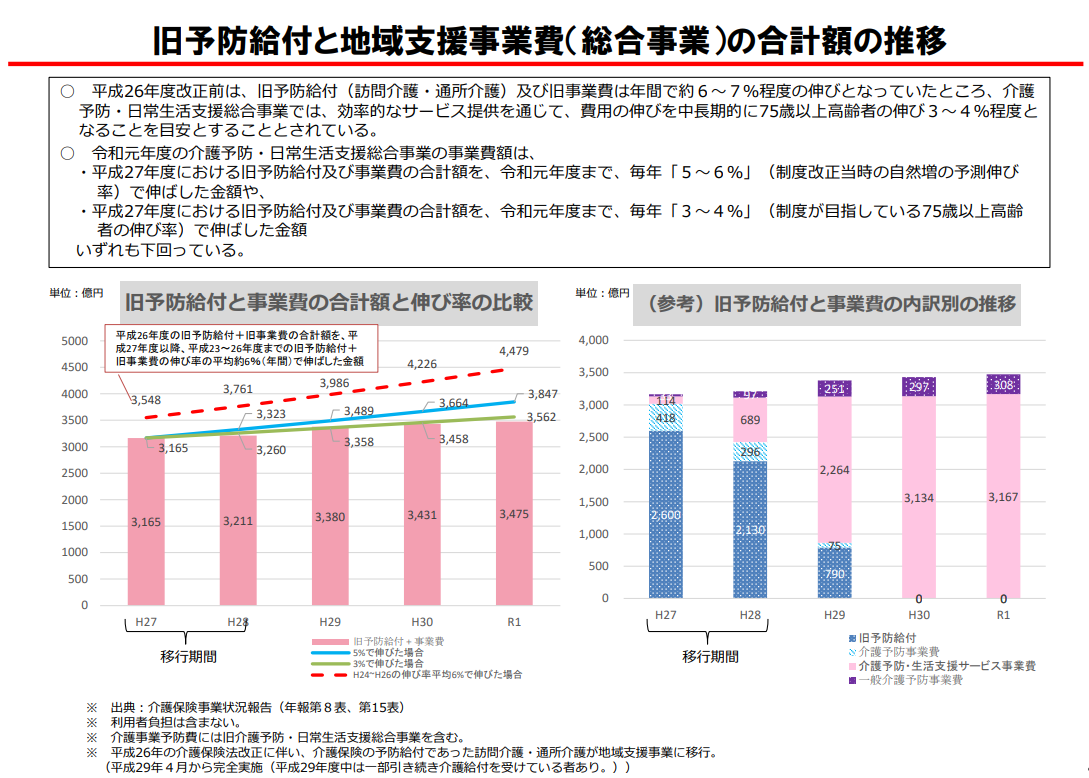 旧予防給付と地域支援事業費(総合事業)の合計額の推移
○　平成26年度改正前は、旧予防給付（訪問介護・通所介護）及び旧事業費は年間で約６～７％程度の伸びとなっていたところ、介護
予防・日常生活支援総合事業では、効率的なサービス提供を通じて、費用の伸びを中長期的に75歳以上高齢者の伸び３～４％程度と
なることを目安とすることとされている。
○　令和元年度の介護予防・日常生活支援総合事業の事業費額は、
・平成27年度における旧予防給付及び事業費の合計額を、令和元年度まで、毎年「５～６％」（制度改正当時の自然増の予測伸び
率）で伸ばした金額や、
・平成27年度における旧予防給付及び事業費の合計額を、令和元年度まで、毎年「３～４％」（制度が目指している75歳以上高齢
者の伸び率）で伸ばした金額
いずれも下回っている。
単位：億円
旧予防給付と事業費の合計額と伸び率の比較
平成26年度の旧予防給付＋旧事業費の合計額を、平
成27年度以降、平成23～26年度までの旧予防給付＋
旧事業費の伸び率の平均約6％（年間）で伸ばした金額
5000
4500
4000
3500
3000
2500
2000
1500
1000
500
0
3,548
3,761
3,986
4,226
4,479
3,323
3,489
3,664
3,847
3,165
3,260
3,358
3,458
3,562
3,165
3,211
3,380
3,431
3,475
H27
H28
H29
H30
R1
移行期間
旧予防給付＋事業費
5%で伸びた場合
3%で伸びた場合
H24~H26の伸び率平均6%で伸びた場合
単位：億円
（参考）旧予防給付と事業費の内訳別の推移
4,000
3,500
3,000
2,500
2,000
1,500
1,000
500
0
114
418
2,600
97
689
296
2,130
251
2,264
75
790
297
3,134
0
308
3,167
0
H27
H28
H29
H30
R1
移行期間
旧予防給付
介護予防事業費
介護予防・生活支援サービス事業費
一般介護予防事業費
※　出典：介護保険事業状況報告（年報第８表、第15表）
※　利用者負担は含まない。
※　介護事業予防費には旧介護予防・日常生活支援総合事業を含む。
※　平成26年の介護保険法改正に伴い、介護保険の予防給付であった訪問介護・通所介護が地域支援事業に移行。
（平成29年４月から完全実施（平成29年度中は一部引き続き介護給付を受けている者あり。））